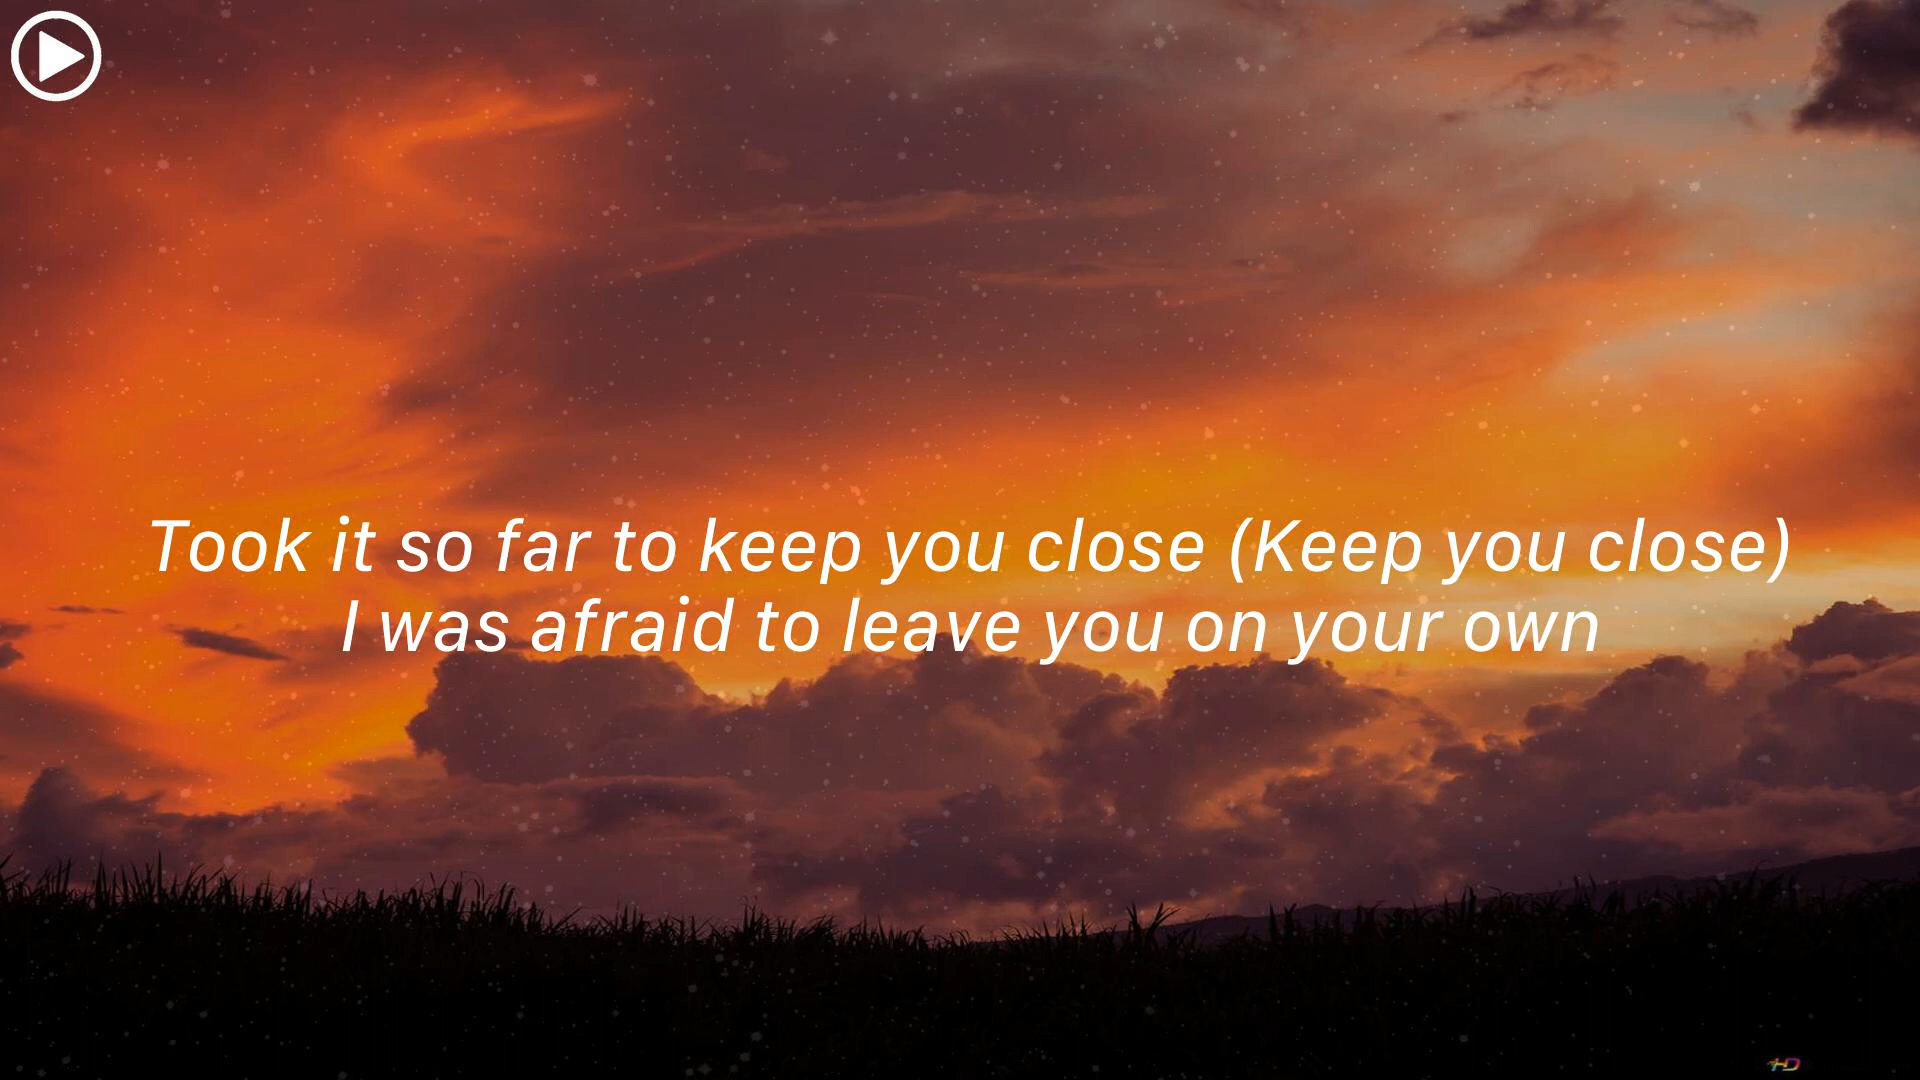 Took it so far to keep you close (Keep you close)
I was afraid to leave you on your own
HD